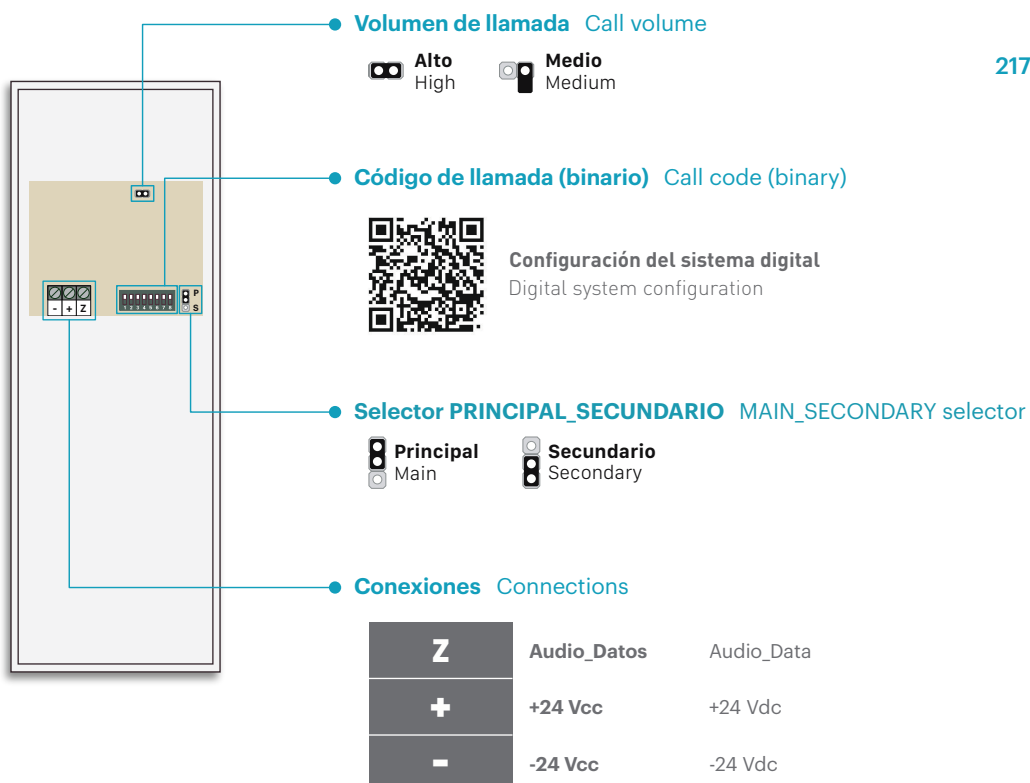 Volumen de llamada Call volume
Alto Medio
High Medium
217
Código de llamada (binario) Call code (binary)
Configuración del sistema digital
Digital system configuration
P
- + Z
S
Selector PRINCIPAL_SECUNDARIO MAIN_SECONDARY selector
Principal Secundario
Main Secondary
Conexiones Connections
Z Audio_Datos Audio_Data
+ +24 Vcc +24 Vdc
- -24 Vcc -24 Vdc